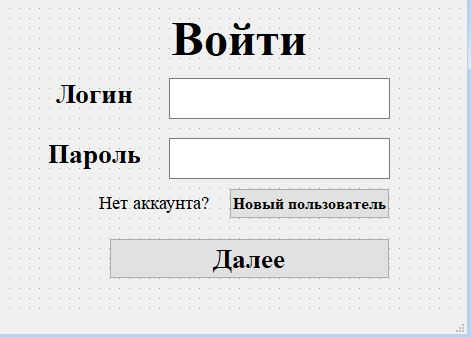 Войти
Логин
Пароль
Нет аккаунта? Новый пользователь
Далее